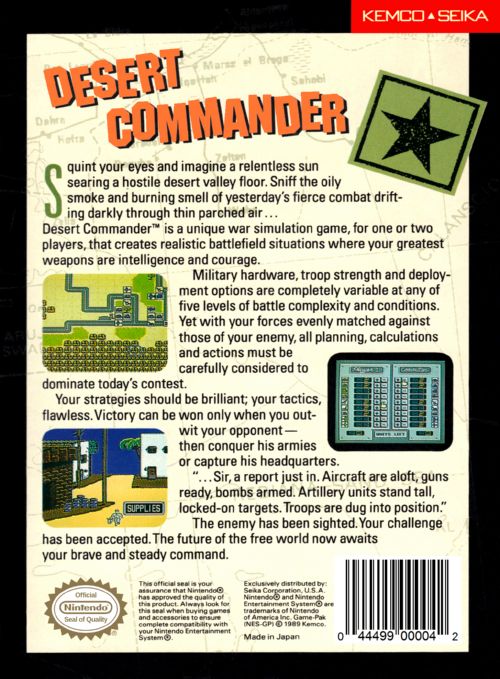 KEMCO▲SEIKA
DESERT
COMMANDER
Squint your eyes and imagine a relentless sun
searing a hostile desert valley floor. Sniff the oily
smoke and burning smell of yesterday's fierce combat drift-
ing darkly through thin parched air...
Desert Commander™ is a unique war simulation game, for one or two
players, that creates realistic battlefield situations where your greatest
weapons are intelligence and courage.
Military hardware, troop strength and deploy-
ment options are completely variable at any of
five levels of battle complexity and conditions.
Yet with your forces evenly matched against
those of your enemy, all planning, calculations
and actions must be
carefully considered to
dominate today's contest.
Your strategies should be brilliant; your tactics,
flawless. Victory can be won only when you out-
wit your opponent —
then conquer his armies
or capture his headquarters.
"...Sir, a report just in. Aircraft are aloft, guns
ready, bombs armed. Artillery units stand tall,
locked-on targets. Troops are dug into position."
The enemy has been sighted. Your challenge
has been accepted. The future of the free world now awaits
your brave and steady command.
SUPPLIES
Official
Nintendo
Seal of Quality
This official seal is your
assurance that Nintendo®
has approved the quality of
this product. Always look for
this seal when buying games
and accessories to ensure
complete compatibility with
your Nintendo Entertainment
System®.
Exclusively distributed by:
Seika Corporation, U.S.A.
Nintendo® and Nintendo
Entertainment System® are
trademarks of Nintendo
of America Inc. Game-Pak
(NES-GP) © 1989 Kemco.
Made in Japan
0 44499 00004 2